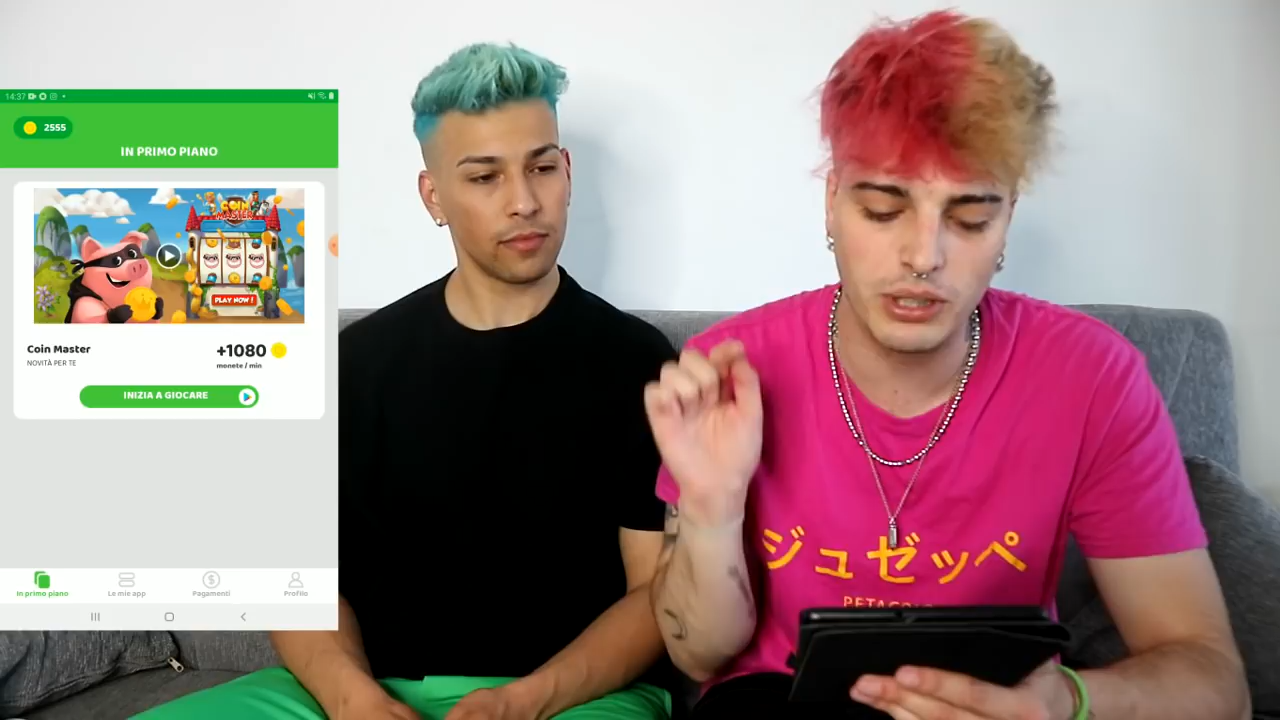 14:37
2555
IN PRIMO PIANO
COIN
MASTER
PLAY NOW !
Coin Master
NOVITÀ PER TE
+1080
monete / min
INIZIA A GIOCARE
In primo piano
Le mie app
Pagamenti
Profilo
ジュゼッペ